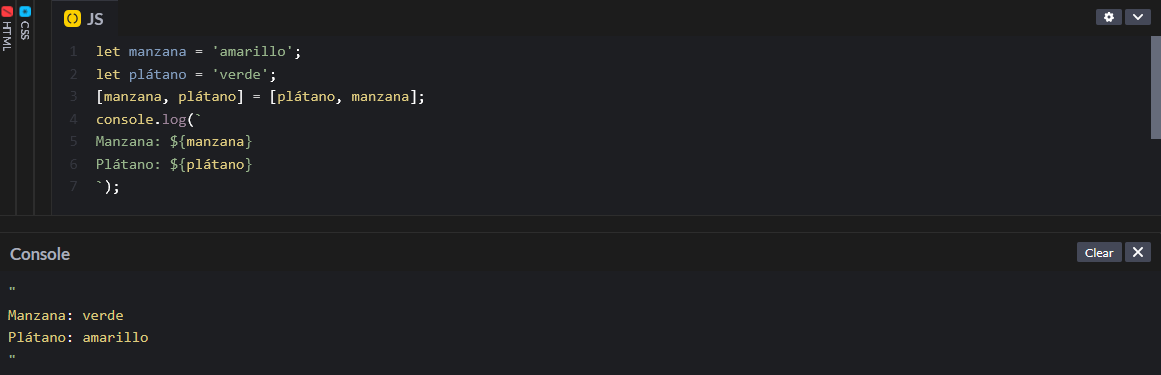 HTML
CSS
JS
1 let manzana = 'amarillo';
2 let plátano = 'verde';
3 [manzana, plátano] = [plátano, manzana];
4 console.log(`
5 Manzana: ${manzana}
6 Plátano: ${plátano}
7 `);
Console
Clear
"
Manzana: verde
Plátano: amarillo
"